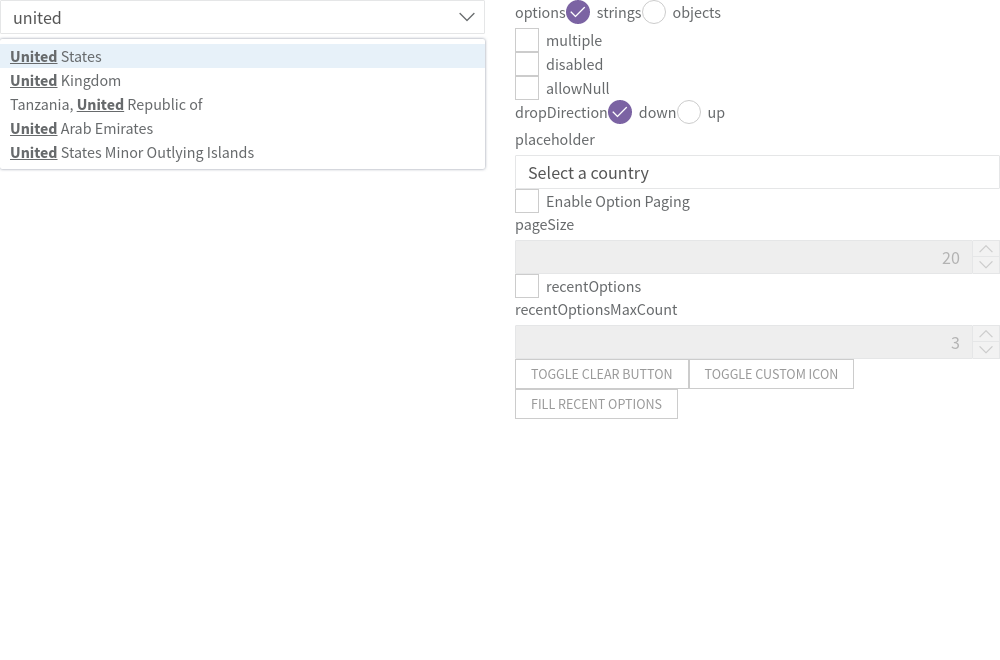 united
United States
United Kingdom
Tanzania, United Republic of
United Arab Emirates
United States Minor Outlying Islands
options strings objects
multiple
disabled
allowNull
dropDirection down up
placeholder
Select a country
Enable Option Paging
pageSize
20
recentOptions
recentOptionsMaxCount
3
TOGGLE CLEAR BUTTON TOGGLE CUSTOM ICON
FILL RECENT OPTIONS